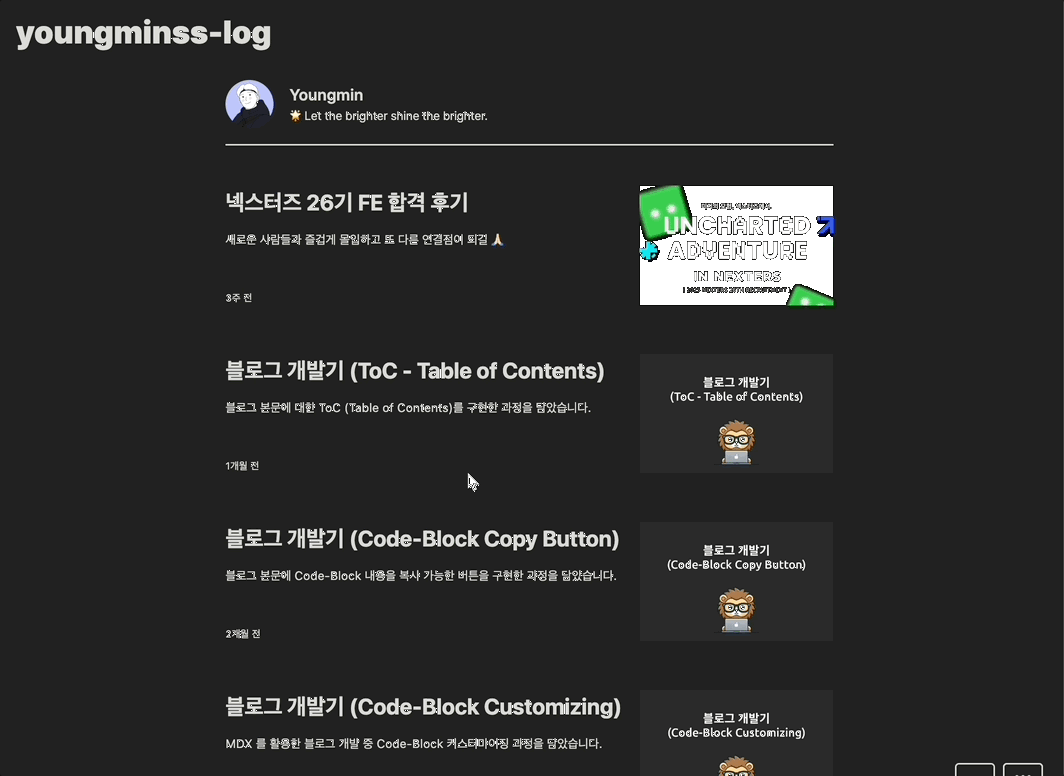 youngminss-log
Youngmin
🌟 Let the brighter shine the brighter.
넥스터즈 26기 FE 합격 후기
새로운 사람들과 즐겁게 몰입하고 또 다른 연결점이 되길 🙏🏻
3주 전
UNCHARTED
ADVENTURE
IN NEXTERS
블로그 개발기 (ToC - Table of Contents)
블로그 본문에 대한 ToC (Table of Contents)를 구현한 과정을 담았습니다.
1개월 전
블로그 개발기
(ToC - Table of Contents)
블로그 개발기 (Code-Block Copy Button)
블로그 본문에 Code-Block 내용을 복사 가능한 버튼을 구현한 과정을 담았습니다.
2개월 전
블로그 개발기
(Code-Block Copy Button)
블로그 개발기 (Code-Block Customizing)
MDX 를 활용한 블로그 개발 중 Code-Block 커스터마이징 과정을 담았습니다.
블로그 개발기
(Code-Block Customizing)